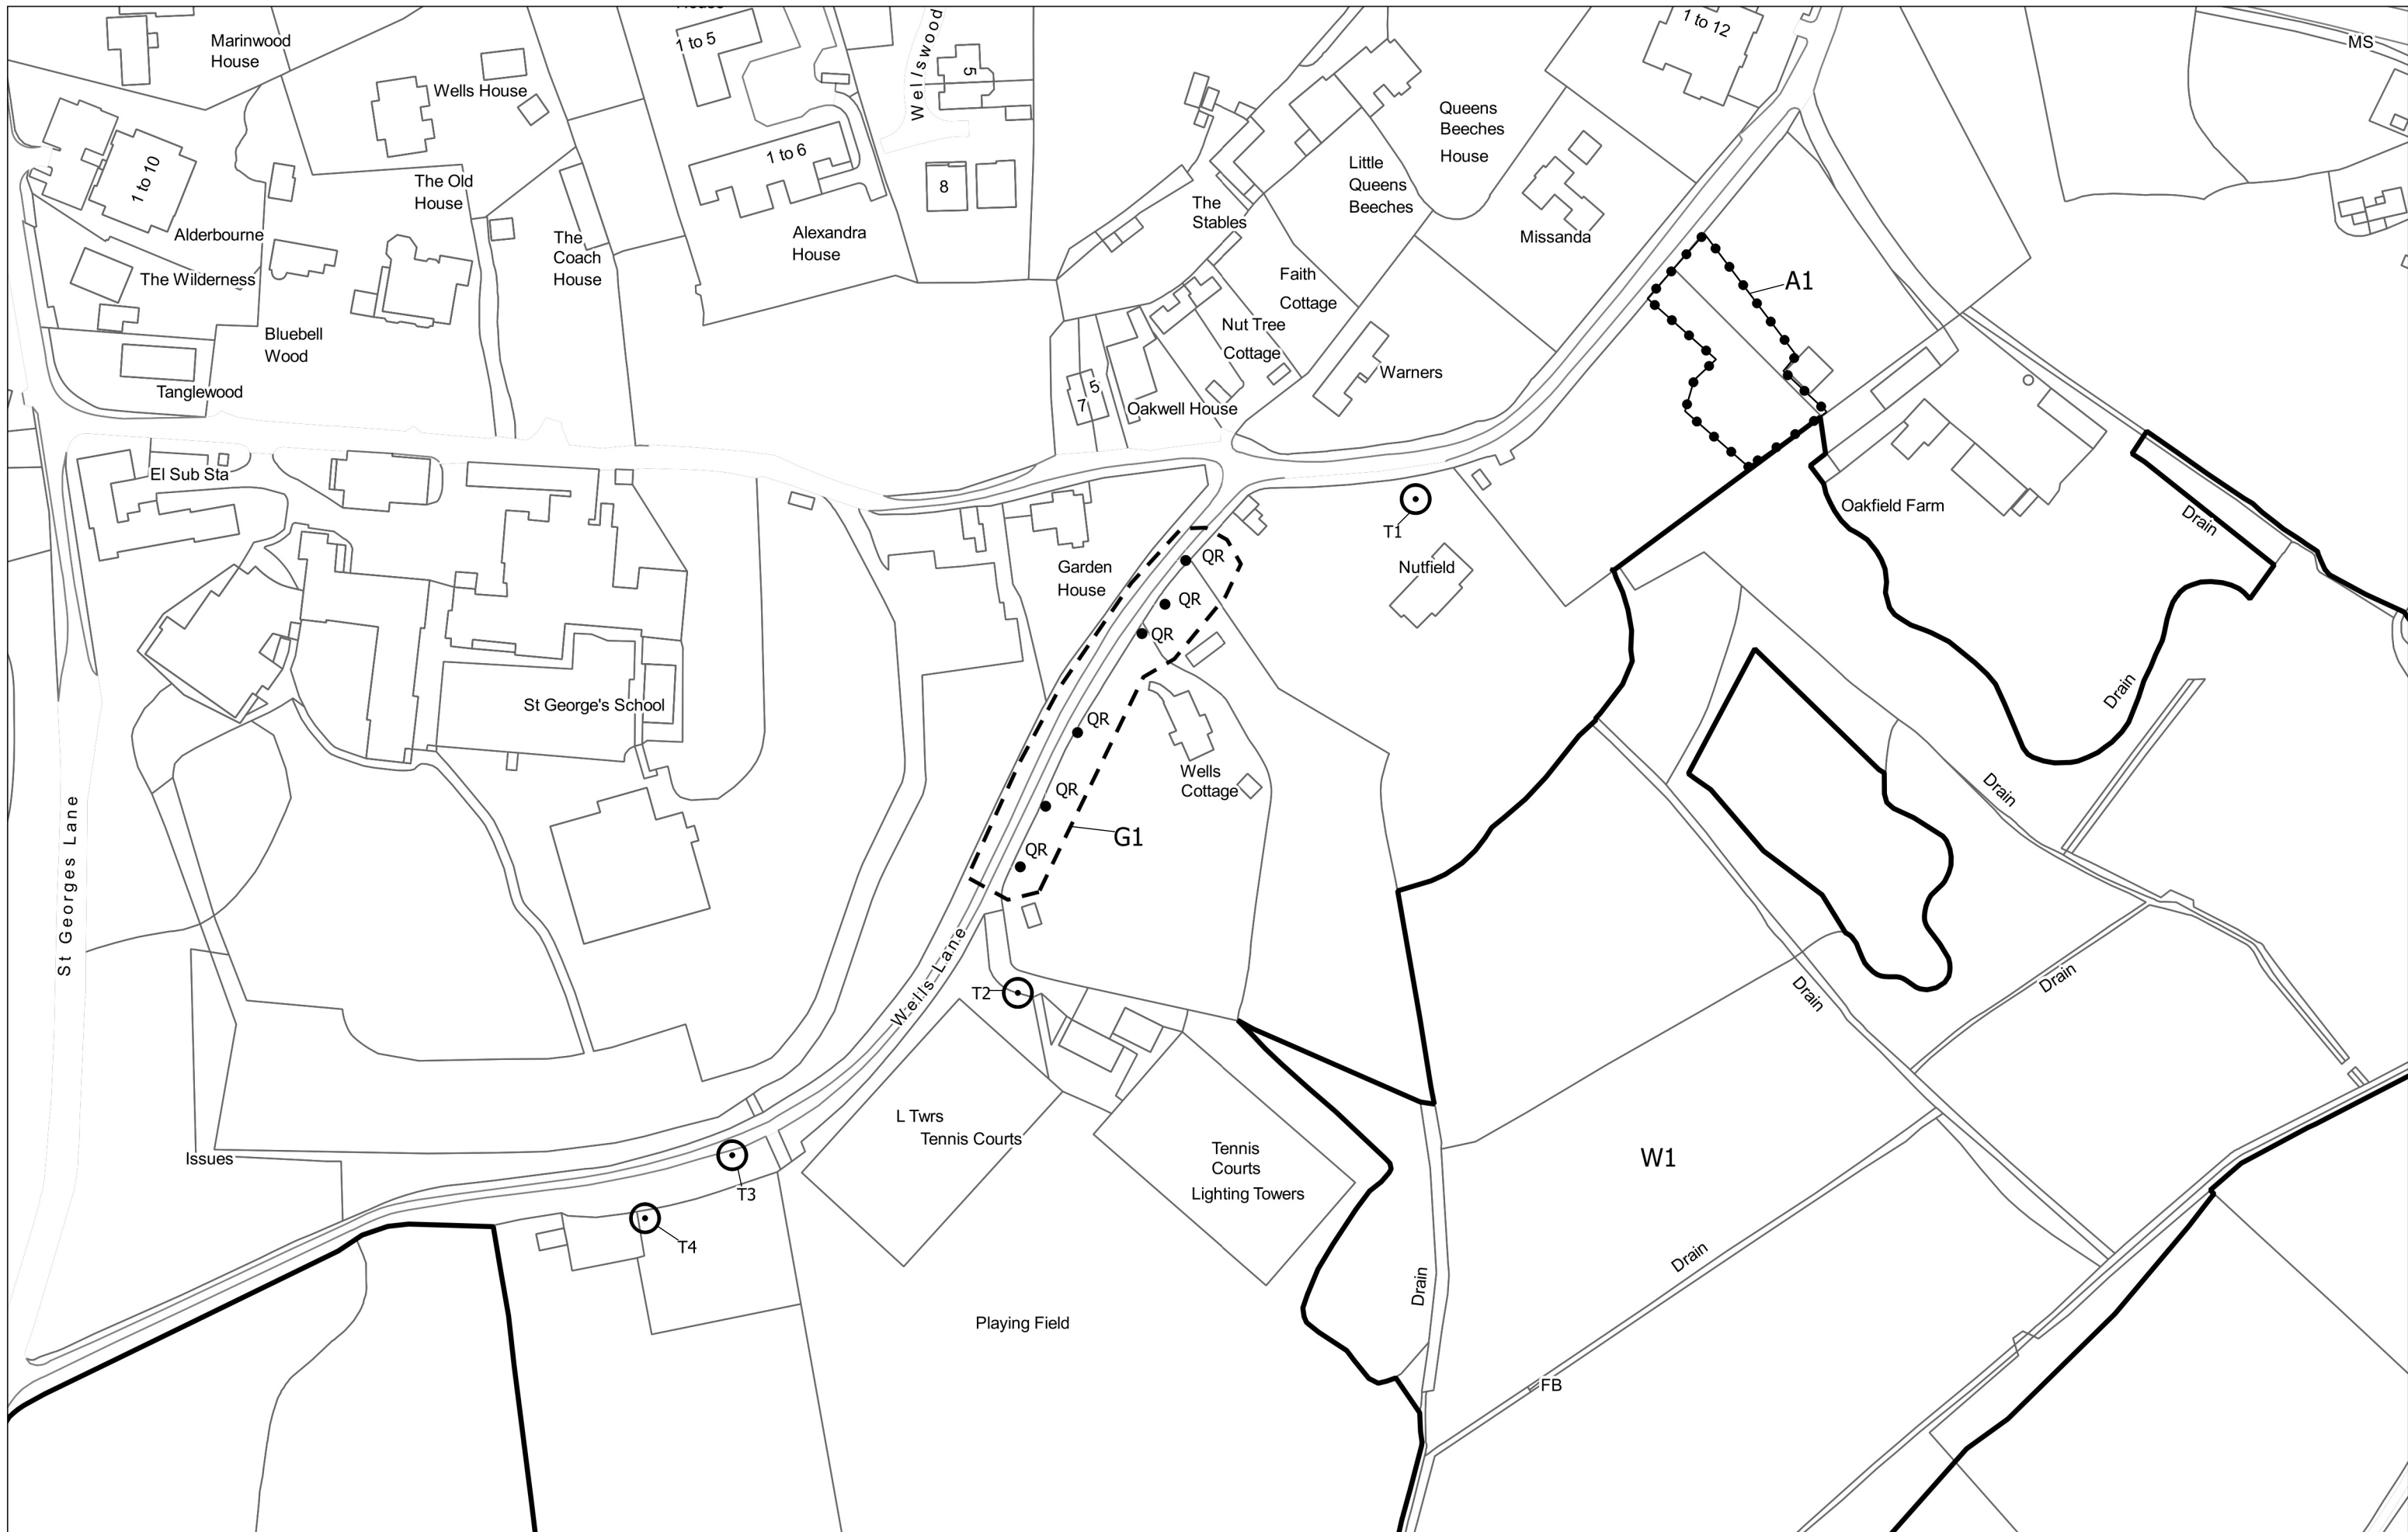 Marinwood
House
Wells House
1 to 5
Wellswood
5
1 to 12
MS
1 to 10
1 to 6
8
The Old
House
Alderbourne
The Wilderness
The
Coach
House
Alexandra
House
The
Stables
Queens
Beeches
House
Little
Queens
Beeches
Missanda
Faith
Cottage
Nut Tree
Cottage
A1
Bluebell
Wood
Tanglewood
5
7
Oakwell House
Warners
El Sub Sta
T1
Oakfield Farm
Drain
Garden
House
QR
QR
QR
Nutfield
St George's School
QR
Wells
Cottage
QR
G1
QR
Drain
Drain
St Georges Lane
Wells Lane
T2
Drain
Drain
L Twrs
Tennis Courts
Tennis
Courts
Lighting Towers
Issues
T3
T4
W1
Drain
Drain
Playing Field
FB